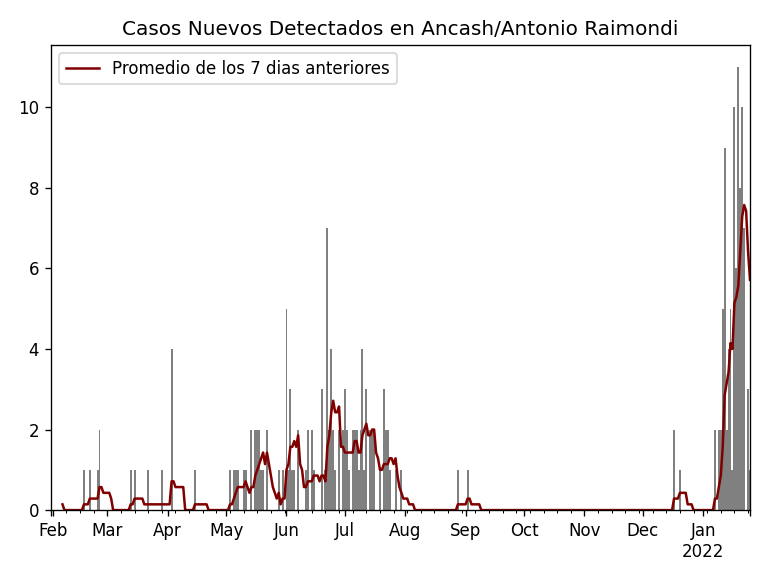 Casos Nuevos Detectados en Ancash/Antonio Raimondi
Promedio de los 7 dias anteriores
10
8
6
4
2
0
Feb Mar Apr May Jun Jul Aug Sep Oct Nov Dec Jan
2022